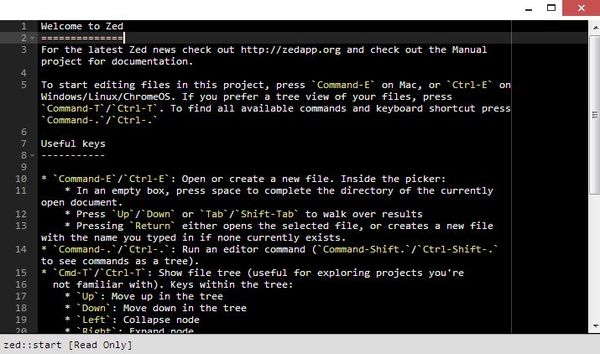 1 Welcome to Zed
2 ==============
3 For the latest Zed news check out http://zedapp.org and check out the Manual
project for documentation.
4
5 To start editing files in this project, press `Command-E` on Mac, or `Ctrl-E` on
Windows/Linux/ChromeOS. If you prefer a tree view of your files, press
`Command-T`/`Ctrl-T`. To find all available commands and keyboard shortcut press
`Command-.`/`Ctrl-.`
6
7 Useful keys
8 -----------
9
10 * `Command-E`/`Ctrl-E`: Open or create a new file. Inside the picker:
11 * In an empty box, press space to complete the directory of the currently
open document.
12 * Press `Up`/`Down` or `Tab`/`Shift-Tab` to walk over results
13 * Pressing `Return` either opens the selected file, or creates a new file
with the name you typed in if none currently exists.
14 * `Command-.`/`Ctrl-.`: Run an editor command (`Command-Shift.`/`Ctrl-Shift-.`
to see commands as a tree).
15 * `Cmd-T`/`Ctrl-T`: Show file tree (useful for exploring projects you're
16 not familiar with). Keys within the tree:
17 * `Up`: Move up in the tree
18 * `Down`: Move down in the tree
19 * `Left`: Collapse node
20 * `Right`: Expand node
zed::start [Read Only]